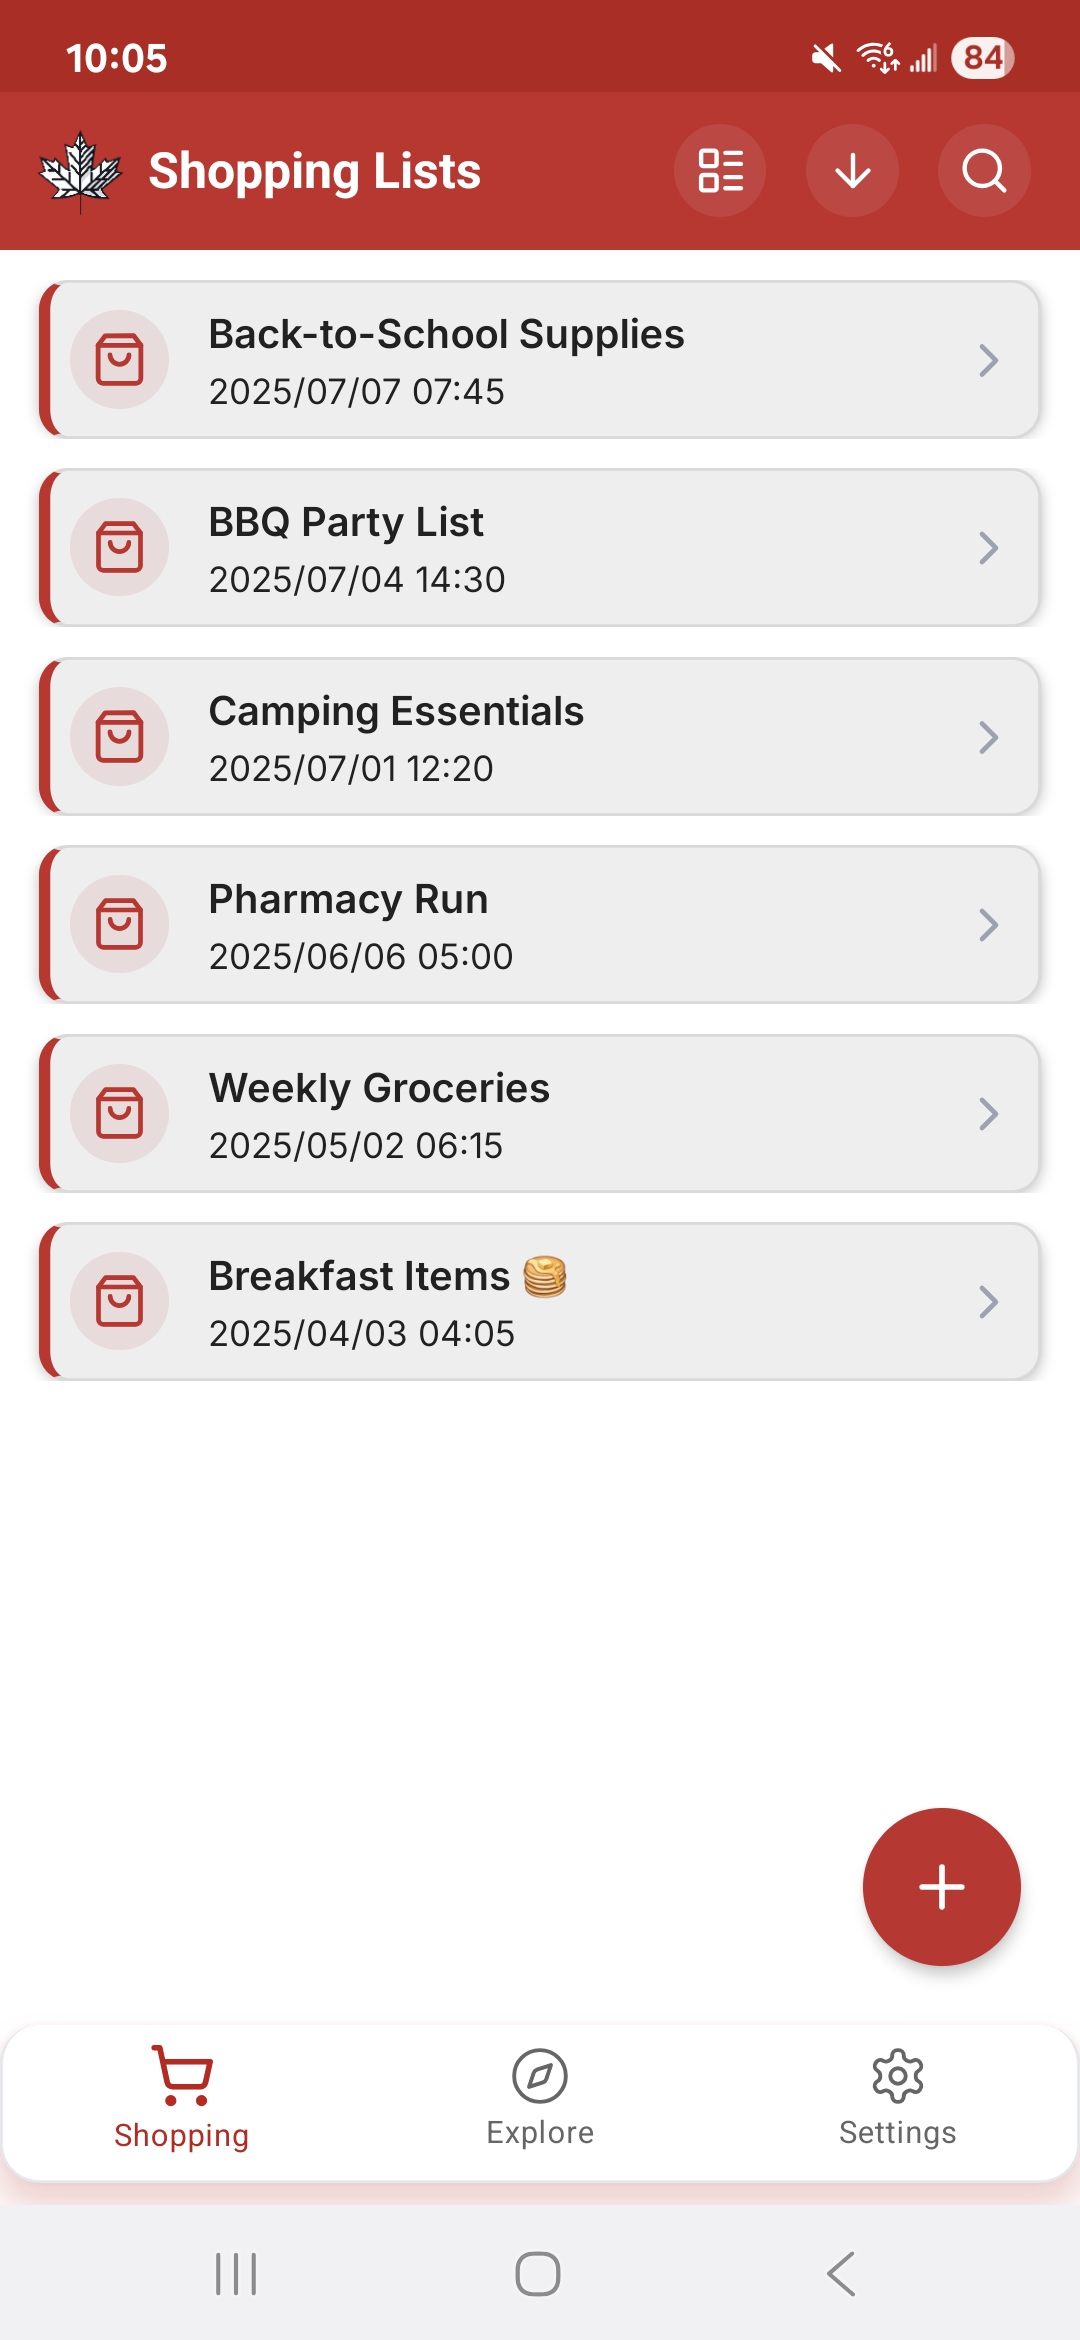 10:05
6
84
Shopping Lists
Back-to-School Supplies
2025/07/07 07:45
BBQ Party List
2025/07/04 14:30
Camping Essentials
2025/07/01 12:20
Pharmacy Run
2025/06/06 05:00
Weekly Groceries
2025/05/02 06:15
Breakfast Items 🥞
2025/04/03 04:05
Shopping
Explore
Settings